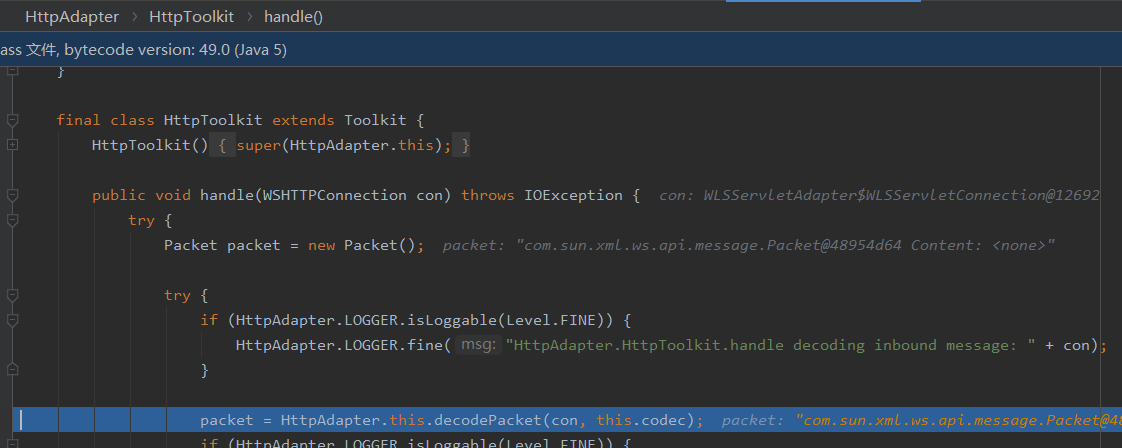 HttpAdapter > HttpToolkit > handle()
ass 文件, bytecode version: 49.0 (Java 5)
}
final class HttpToolkit extends Toolkit {
HttpToolkit() { super(HttpAdapter.this); }
public void handle(WSHTTPConnection con) throws IOException { con: WLSServletAdapter$WLSServletConnection@12692
try {
Packet packet = new Packet(); packet: "com.sun.xml.ws.api.message.Packet@48954d64 Content: <none>"
try {
if (HttpAdapter.LOGGER.isLoggable(Level.FINE)) {
HttpAdapter.LOGGER.fine( msg: "HttpAdapter.HttpToolkit.handle decoding inbound message: " + con);
}
packet = HttpAdapter.this.decodePacket(con, this.codec); packet: "com.sun.xml.ws.api.message.Packet@48
if (HttpAdapter.LOGGER.isLoggable(Level.FINE)) {